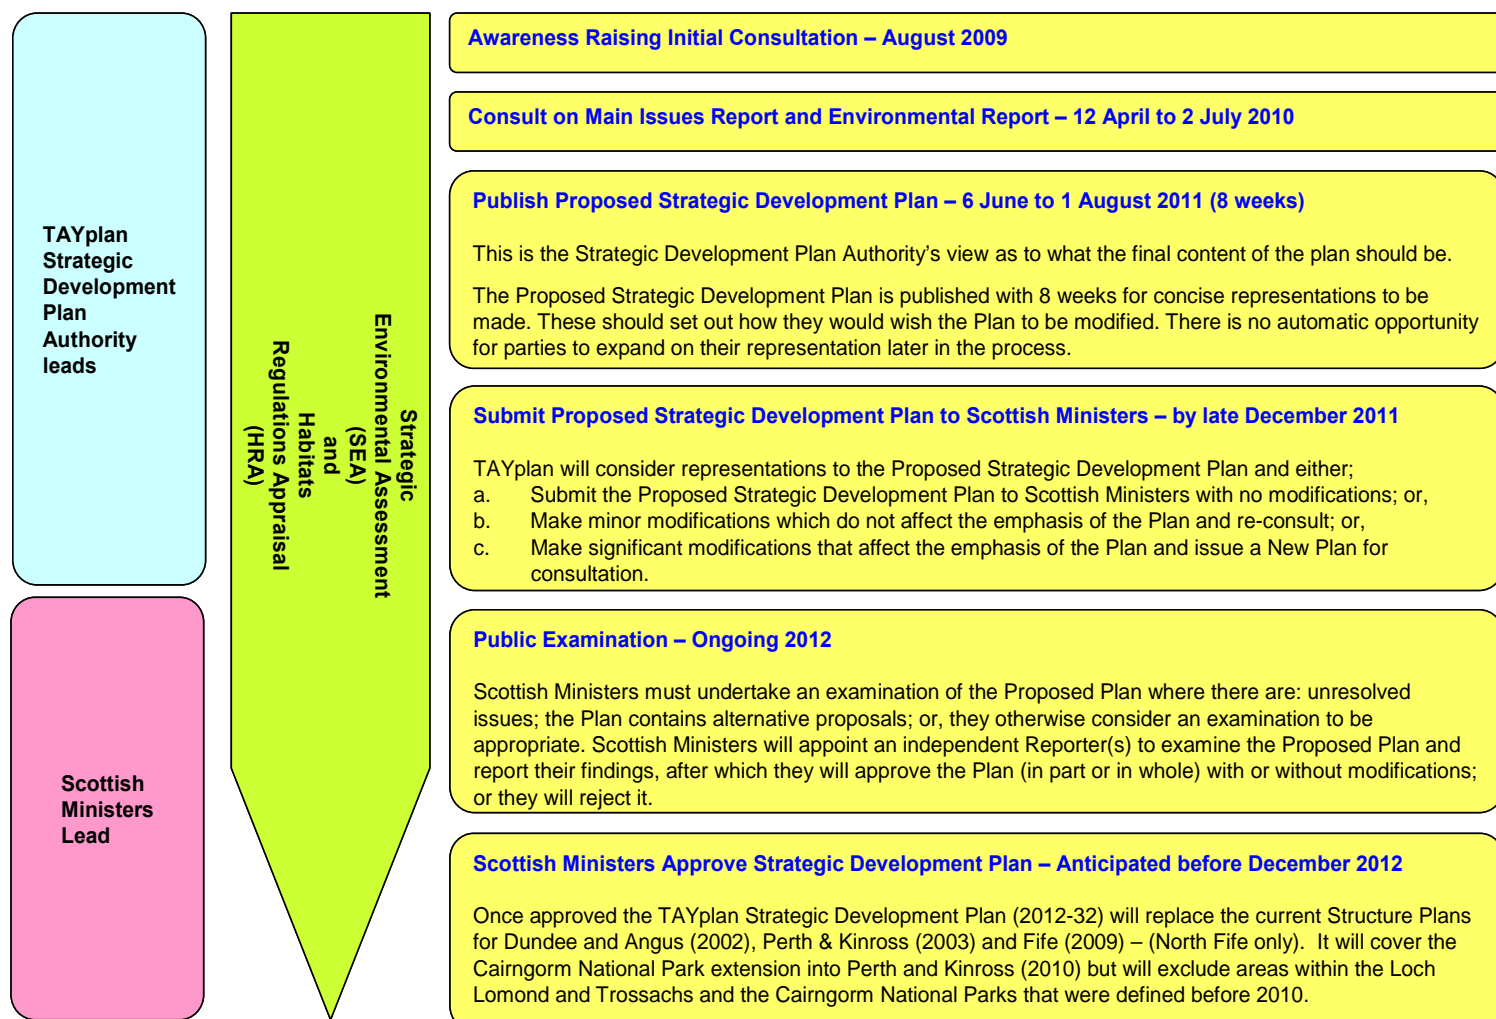 TAYplan
Strategic
Development
Plan
Authority
leads
Scottish
Ministers
Lead
Strategic
Environmental Assessment
(SEA)
and
Habitats
Regulations Appraisal
(HRA)
Awareness Raising Initial Consultation – August 2009
Consult on Main Issues Report and Environmental Report – 12 April to 2 July 2010
Publish Proposed Strategic Development Plan – 6 June to 1 August 2011 (8 weeks)
This is the Strategic Development Plan Authority's view as to what the final content of the plan should be.
The Proposed Strategic Development Plan is published with 8 weeks for concise representations to be
made. These should set out how they would wish the Plan to be modified. There is no automatic opportunity
for parties to expand on their representation later in the process.
Submit Proposed Strategic Development Plan to Scottish Ministers – by late December 2011
TAYplan will consider representations to the Proposed Strategic Development Plan and either;
a. Submit the Proposed Strategic Development Plan to Scottish Ministers with no modifications; or,
b. Make minor modifications which do not affect the emphasis of the Plan and re-consult; or,
c. Make significant modifications that affect the emphasis of the Plan and issue a New Plan for
consultation.
Public Examination – Ongoing 2012
Scottish Ministers must undertake an examination of the Proposed Plan where there are: unresolved
issues; the Plan contains alternative proposals; or, they otherwise consider an examination to be
appropriate. Scottish Ministers will appoint an independent Reporter(s) to examine the Proposed Plan and
report their findings, after which they will approve the Plan (in part or in whole) with or without modifications;
or they will reject it.
Scottish Ministers Approve Strategic Development Plan – Anticipated before December 2012
Once approved the TAYplan Strategic Development Plan (2012-32) will replace the current Structure Plans
for Dundee and Angus (2002), Perth & Kinross (2003) and Fife (2009) – (North Fife only). It will cover the
Cairngorm National Park extension into Perth and Kinross (2010) but will exclude areas within the Loch
Lomond and Trossachs and the Cairngorm National Parks that were defined before 2010.